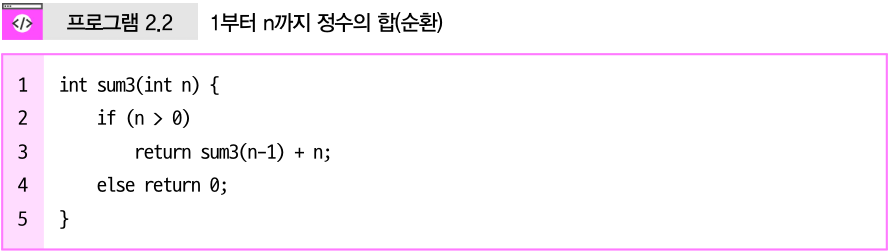 </> 프로그램 2.2 1부터 n까지 정수의 합(순환)
1 int sum3(int n) {
2 if (n > 0)
3 return sum3(n-1) + n;
4 else return 0;
5 }